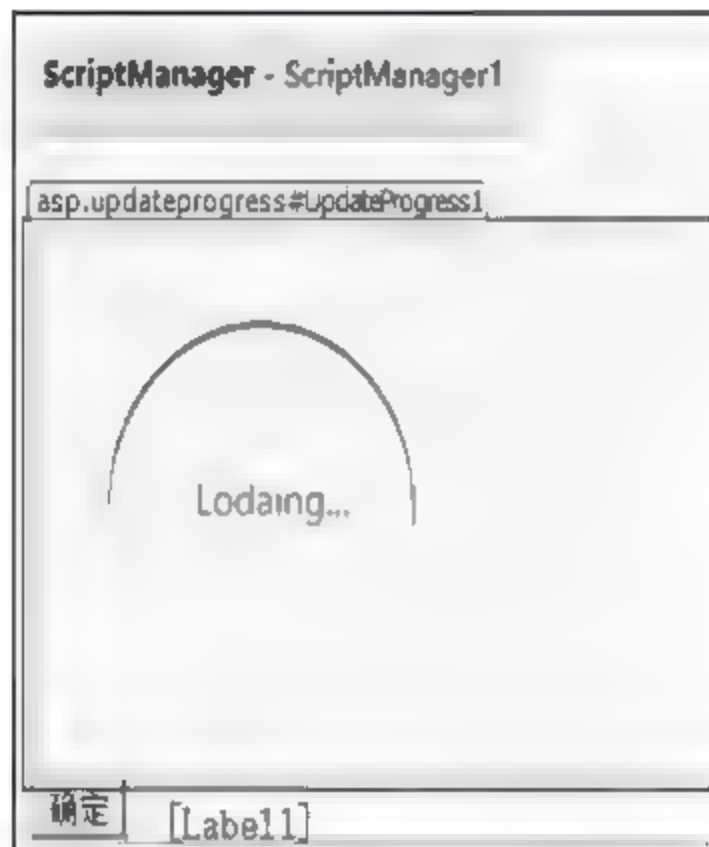 ScriptManager - ScriptManager1
asp.updateprogress#UpdateProgress1
Lodaing...
确定 [Label1]